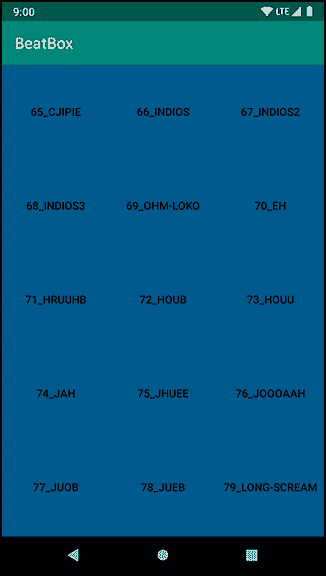 9:00 LTE
BeatBox
65_CJIPIE 66_INDIOS 67_INDIOS2
68_INDIOS3 69_OHM-LOKO 70_EH
71_HRUUHB 72_HOUB 73_HOUU
74_JAH 75_JHUEE 76_JOOOAAH
77_JUOB 78_JUEB 79_LONG-SCREAM